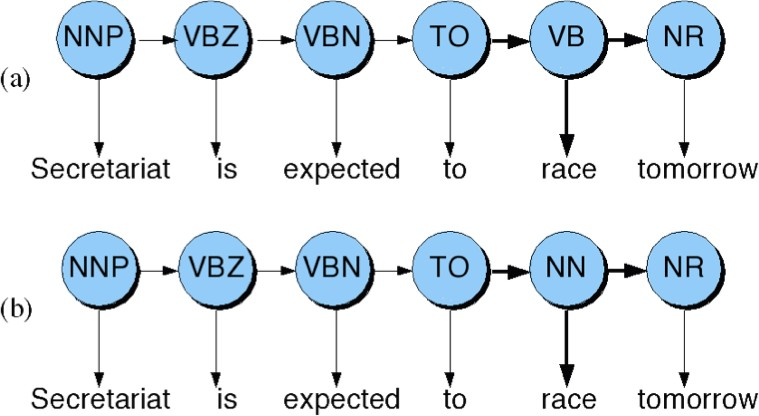 NNP VBZ VBN TO VB NR
(a)
Secretariat is expected to race tomorrow
NNP VBZ VBN TO NN NR
(b)
Secretariat is expected to race tomorrow